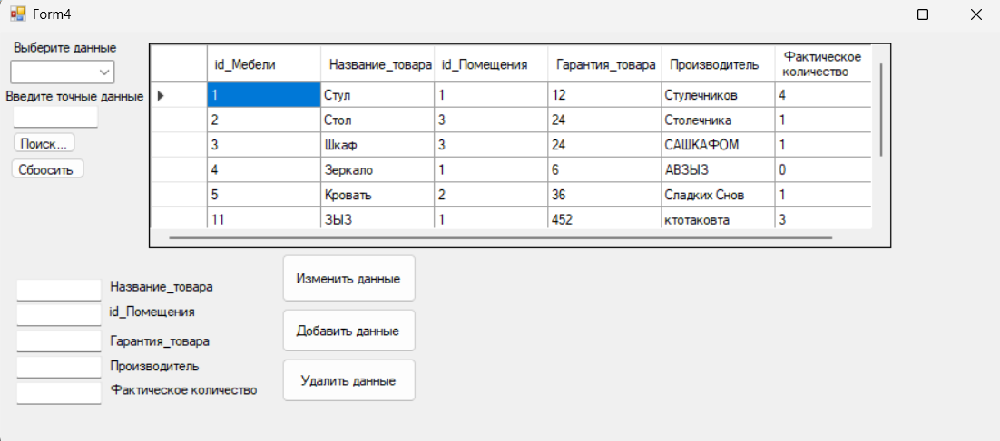 Form4
Выберите данные
Введите точные данные
Поиск...
Сбросить
id_Мебели Название_товара id_Помещения Гарантия_товара Производитель Фактическое количество
1 Стул 1 12 Стулечников 4
2 Стол 3 24 Столечника 1
3 Шкаф 3 24 САШКАФОМ 1
4 Зеркало 1 6 АВЗЫЗ 0
5 Кровать 2 36 Сладких Снов 1
11 ЗЫЗ 1 452 ктотаковта 3
Название_товара
id_Помещения
Гарантия_товара
Производитель
Фактическое количество
Изменить данные
Добавить данные
Удалить данные